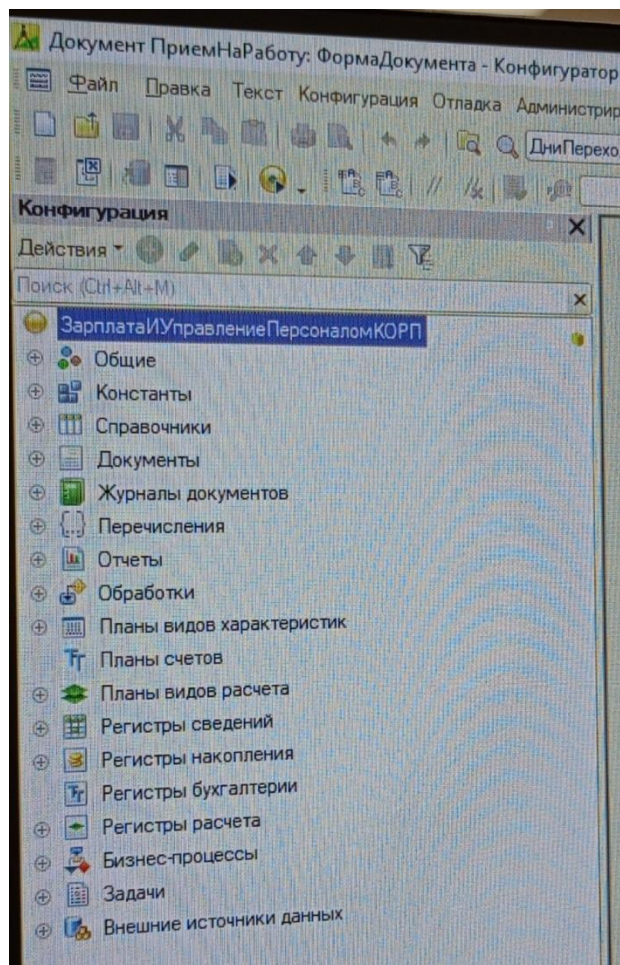 Документ ПриемНаРаботу: ФормаДокумента - Конфигуратор
Файл Правка Текст Конфигурация Отладка Администрир
ДниПерехо
Конфигурация
Действия
Поиск (Ctrl+Alt+M)
ЗарплатаИУправлениеПерсоналомКОРП
Общие
Константы
Справочники
Документы
Журналы документов
Перечисления
Отчеты
Обработки
Планы видов характеристик
Планы счетов
Планы видов расчета
Регистры сведений
Регистры накопления
Регистры бухгалтерии
Регистры расчета
Бизнес-процессы
Задачи
Внешние источники данных